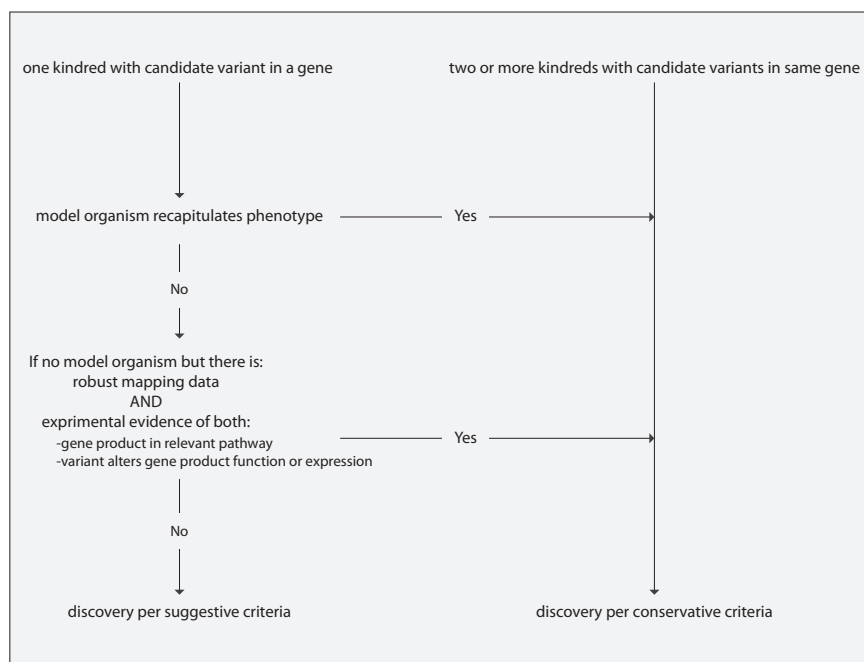 one kindred with candidate variant in a gene
two or more kindreds with candidate variants in same gene
model organism recapitulates phenotype
Yes
No
If no model organism but there is:
robust mapping data
AND
exprimental evidence of both:
-gene product in relevant pathway
-variant alters gene product function or expression
Yes
No
discovery per suggestive criteria
discovery per conservative criteria